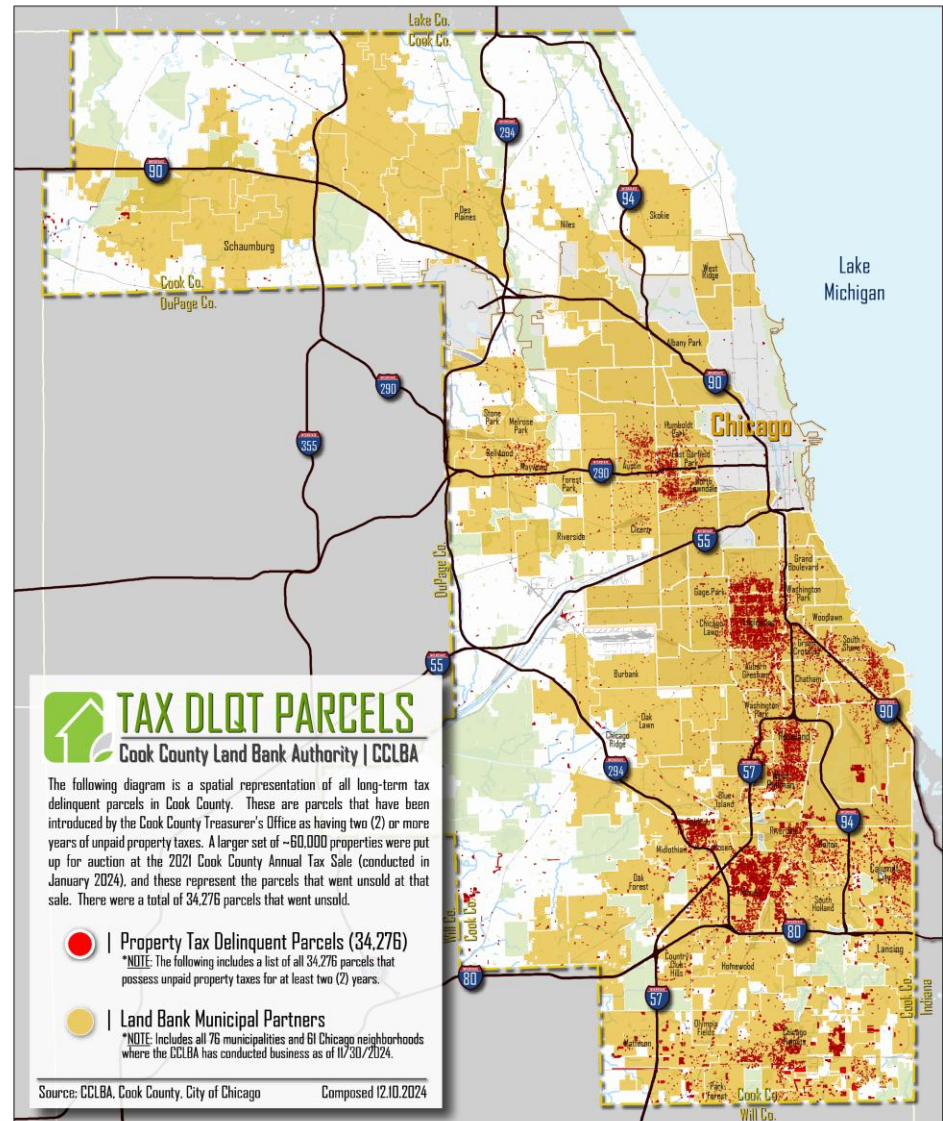 Lake Co.
Cook Co.
294
90
94
Des
Plaines
Niles
Skokie
Schaumburg
West
Ridge
Lake
Michigan
Cook Co.
DuPage Co.
Albany Park
90
290
355
Stone
Park
Melrose
Park
Humboldt
Park
Chicago
Bellwood
Maywood
Austin
East Garfield
Park
290
Forest
Park
North
Lawndale
Riverside
Cicero
55
DuPage Co.
Grand
Boulevard
Washington
Park
Gage Park
Woodlawn
Chicago
Lawn
South
Shore
Auburn
Gresham
Chatham
55
Burbank
Washington
Park
90
Oak
Lawn
Chicago
Ridge
294
57
Blue
Island
94
Midlothian
Oak
Forest
Calumet
City
South
Holland
Will Co.
Cook Co.
80
Lansing
Country
Club
Hills
Homewood
80
57
Cook Co.
Indiana
Olympia
Fields
Chicago
Heights
Matteson
Park
Forest
Cook Co.
Will Co.
TAX DLQT PARCELS
Cook County Land Bank Authority | CCLBA
The following diagram is a spatial representation of all long-term tax
delinquent parcels in Cook County. These are parcels that have been
introduced by the Cook County Treasurer's Office as having two (2) or more
years of unpaid property taxes. A larger set of ~60,000 properties were put
up for auction at the 2021 Cook County Annual Tax Sale (conducted in
January 2024), and these represent the parcels that went unsold at that
sale. There were a total of 34,276 parcels that went unsold.
| Property Tax Delinquent Parcels (34,276)
*NOTE: The following includes a list of all 34,276 parcels that
possess unpaid property taxes for at least two (2) years.
| Land Bank Municipal Partners
*NOTE: Includes all 76 municipalities and 61 Chicago neighborhoods
where the CCLBA has conducted business as of 11/30/2024.
Source: CCLBA, Cook County, City of Chicago Composed 12.10.2024